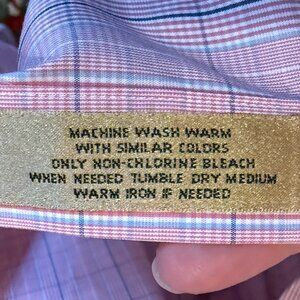 MACHINE WASH WARM
WITH SIMILAR COLORS
ONLY NON-CHLORINE BLEACH
WHEN NEEDED TUMBLE DRY MEDIUM
WARM IRON IF NEEDED